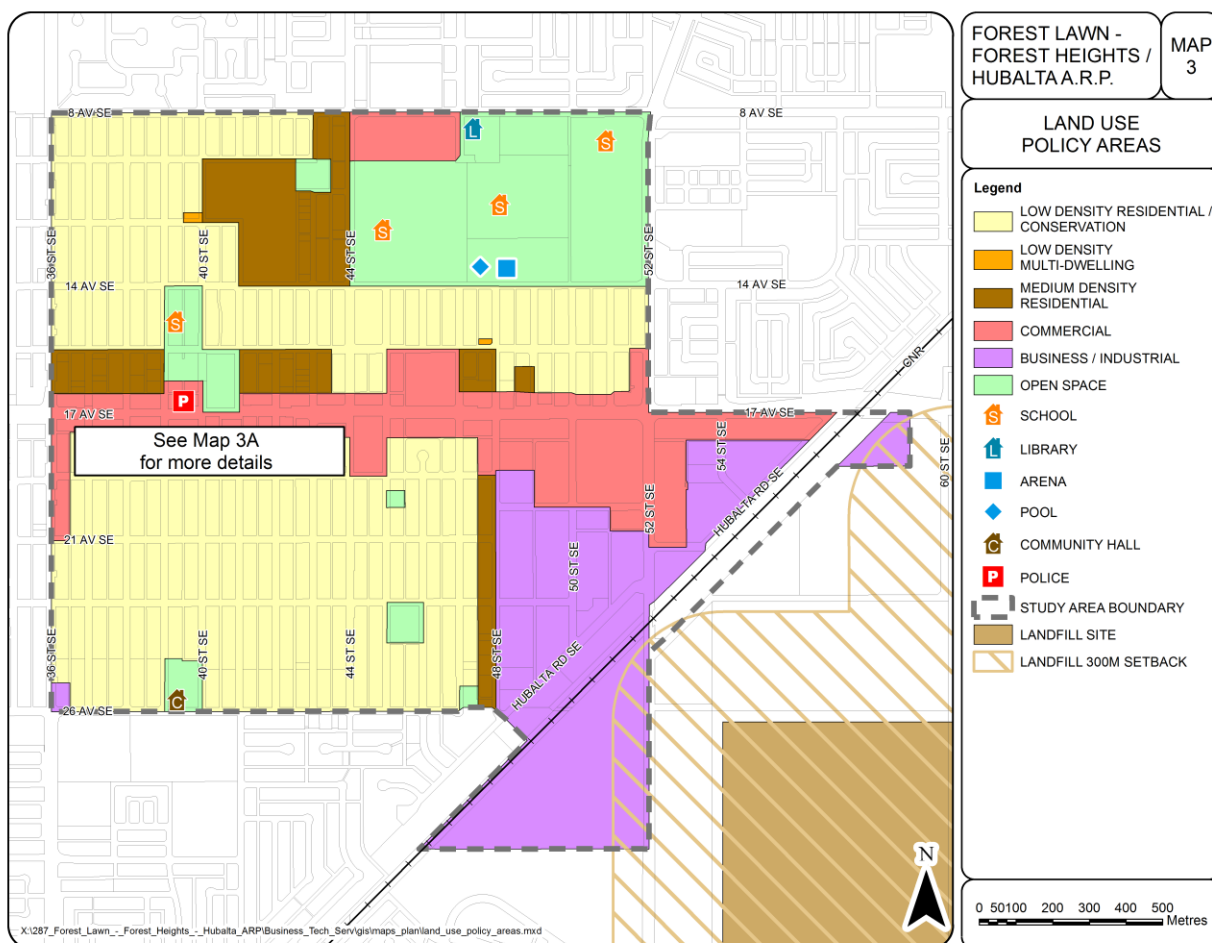 FOREST LAWN -
FOREST HEIGHTS /
HUBALTA A.R.P.
MAP
3
LAND USE
POLICY AREAS
Legend
LOW DENSITY RESIDENTIAL /
CONSERVATION
LOW DENSITY
MULTI-DWELLING
MEDIUM DENSITY
RESIDENTIAL
COMMERCIAL
BUSINESS / INDUSTRIAL
OPEN SPACE
S SCHOOL
L LIBRARY
ARENA
POOL
C COMMUNITY HALL
P POLICE
STUDY AREA BOUNDARY
LANDFILL SITE
LANDFILL 300M SETBACK
0 50100 200 300 400 500
Metres
8 AV SE
8 AV SE
L
S
S
S
36 ST SE
40 ST SE
44 ST SE
52 ST SE
14 AV SE
14 AV SE
S
CNR
P
17 AV SE
17 AV SE
See Map 3A
for more details
54 ST SE
60 ST SE
HUBALTA RD SE
52 ST SE
21 AV SE
50 ST SE
36 ST SE
40 ST SE
44 ST SE
48 ST SE
HUBALTA RD SE
C
26 AV SE
N
X:\287_Forest_Lawn_-_Forest_Heights_-_Hubalta_ARP\Business_Tech_Serv\gis\maps_plan\land_use_policy_areas.mxd